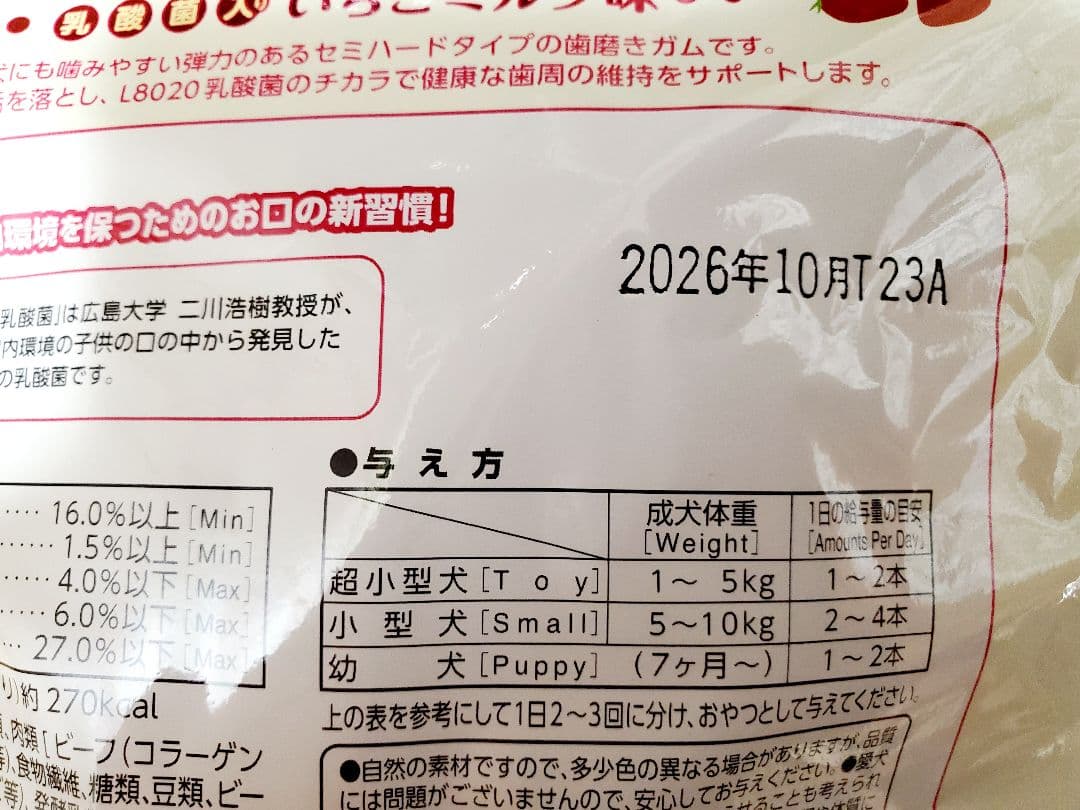 乳酸菌入り いちごミルク味
犬にも噛みやすい弾力のあるセミハードタイプの歯磨きガムです。
を落とし、L8020乳酸菌のチカラで健康な歯周の維持をサポートします。
環境を保つためのお口の新習慣!
2026年10月T23A
乳酸菌」は広島大学 二川浩樹教授が、
内環境の子供の口の中から発見した
の乳酸菌です。
●与え方
16.0%以上[Min]
1.5%以上[Min]
4.0%以下[Max]
6.0%以下[Max]
27.0%以下[Max]
成犬体重 1日の給与量の目安
[Weight] [Amounts Per Day]
超小型犬[Toy] 1〜5kg 1〜2本
小型犬[Small] 5〜10kg 2〜4本
幼犬[Puppy] (7ヶ月〜) 1〜2本
り)約270kcal
上の表を参考にして1日2〜3回に分け、おやつとして与えてください。
、肉類[ビーフ(コラーゲン
等)、食物繊維、糖類、豆類、ビー
●自然の素材ですので、多少色の異なる場合がありますが、品質
には問題がございませんので、安心してお与えください。●愛犬